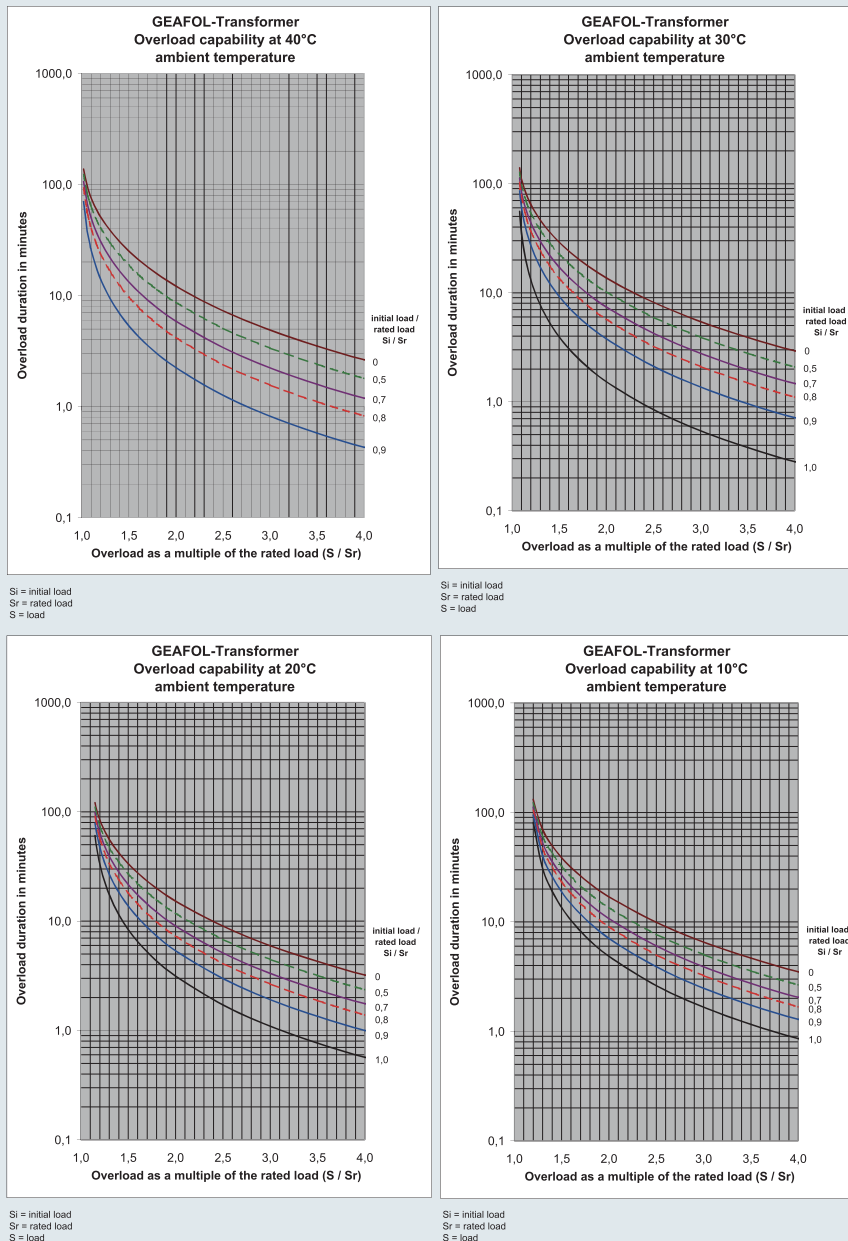 GEAFOL-Transformer
Overload capability at 40°C
ambient temperature
Overload duration in minutes
1000,0
100,0
10,0
1,0
0,1
1,0 1,5 2,0 2,5 3,0 3,5 4,0
Overload as a multiple of the rated load (S / Sr)
initial load /
rated load
Si / Sr
0
0,5
0,7
0,8
0,9
Si = initial load
Sr = rated load
S = load
GEAFOL-Transformer
Overload capability at 30°C
ambient temperature
Overload duration in minutes
1000,0
100,0
10,0
1,0
0,1
1,0 1,5 2,0 2,5 3,0 3,5 4,0
Overload as a multiple of the rated load (S / Sr)
initial load /
rated load
Si / Sr
0
0,5
0,7
0,8
0,9
1,0
Si = initial load
Sr = rated load
S = load
GEAFOL-Transformer
Overload capability at 20°C
ambient temperature
Overload duration in minutes
1000,0
100,0
10,0
1,0
0,1
1,0 1,5 2,0 2,5 3,0 3,5 4,0
Overload as a multiple of the rated load (S / Sr)
initial load /
rated load
Si / Sr
0
0,5
0,7
0,8
0,9
1,0
Si = initial load
Sr = rated load
S = load
GEAFOL-Transformer
Overload capability at 10°C
ambient temperature
Overload duration in minutes
1000,0
100,0
10,0
1,0
0,1
1,0 1,5 2,0 2,5 3,0 3,5 4,0
Overload as a multiple of the rated load (S / Sr)
initial load
rated load
Si / Sr
0
0,5
0,7
0,8
0,9
1,0
Si = initial load
Sr = rated load
S = load